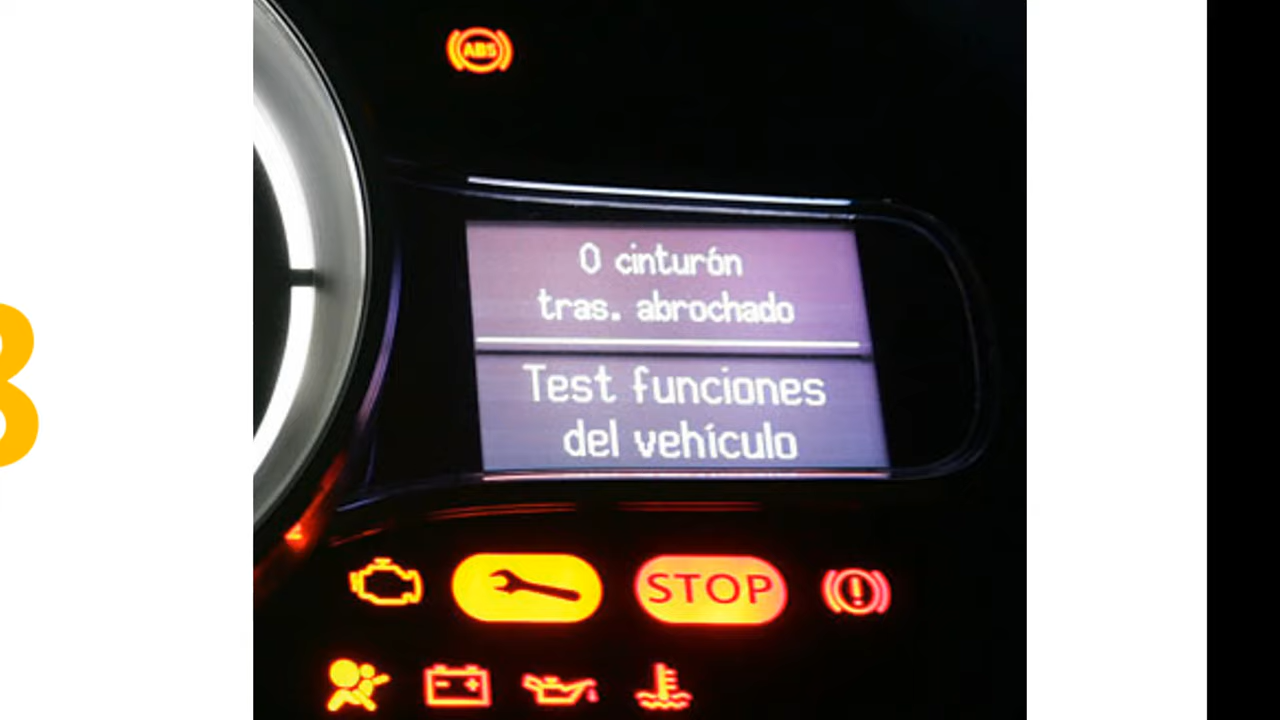 ABS
0 cinturón
tras. abrochado
Test funciones
del vehículo
STOP